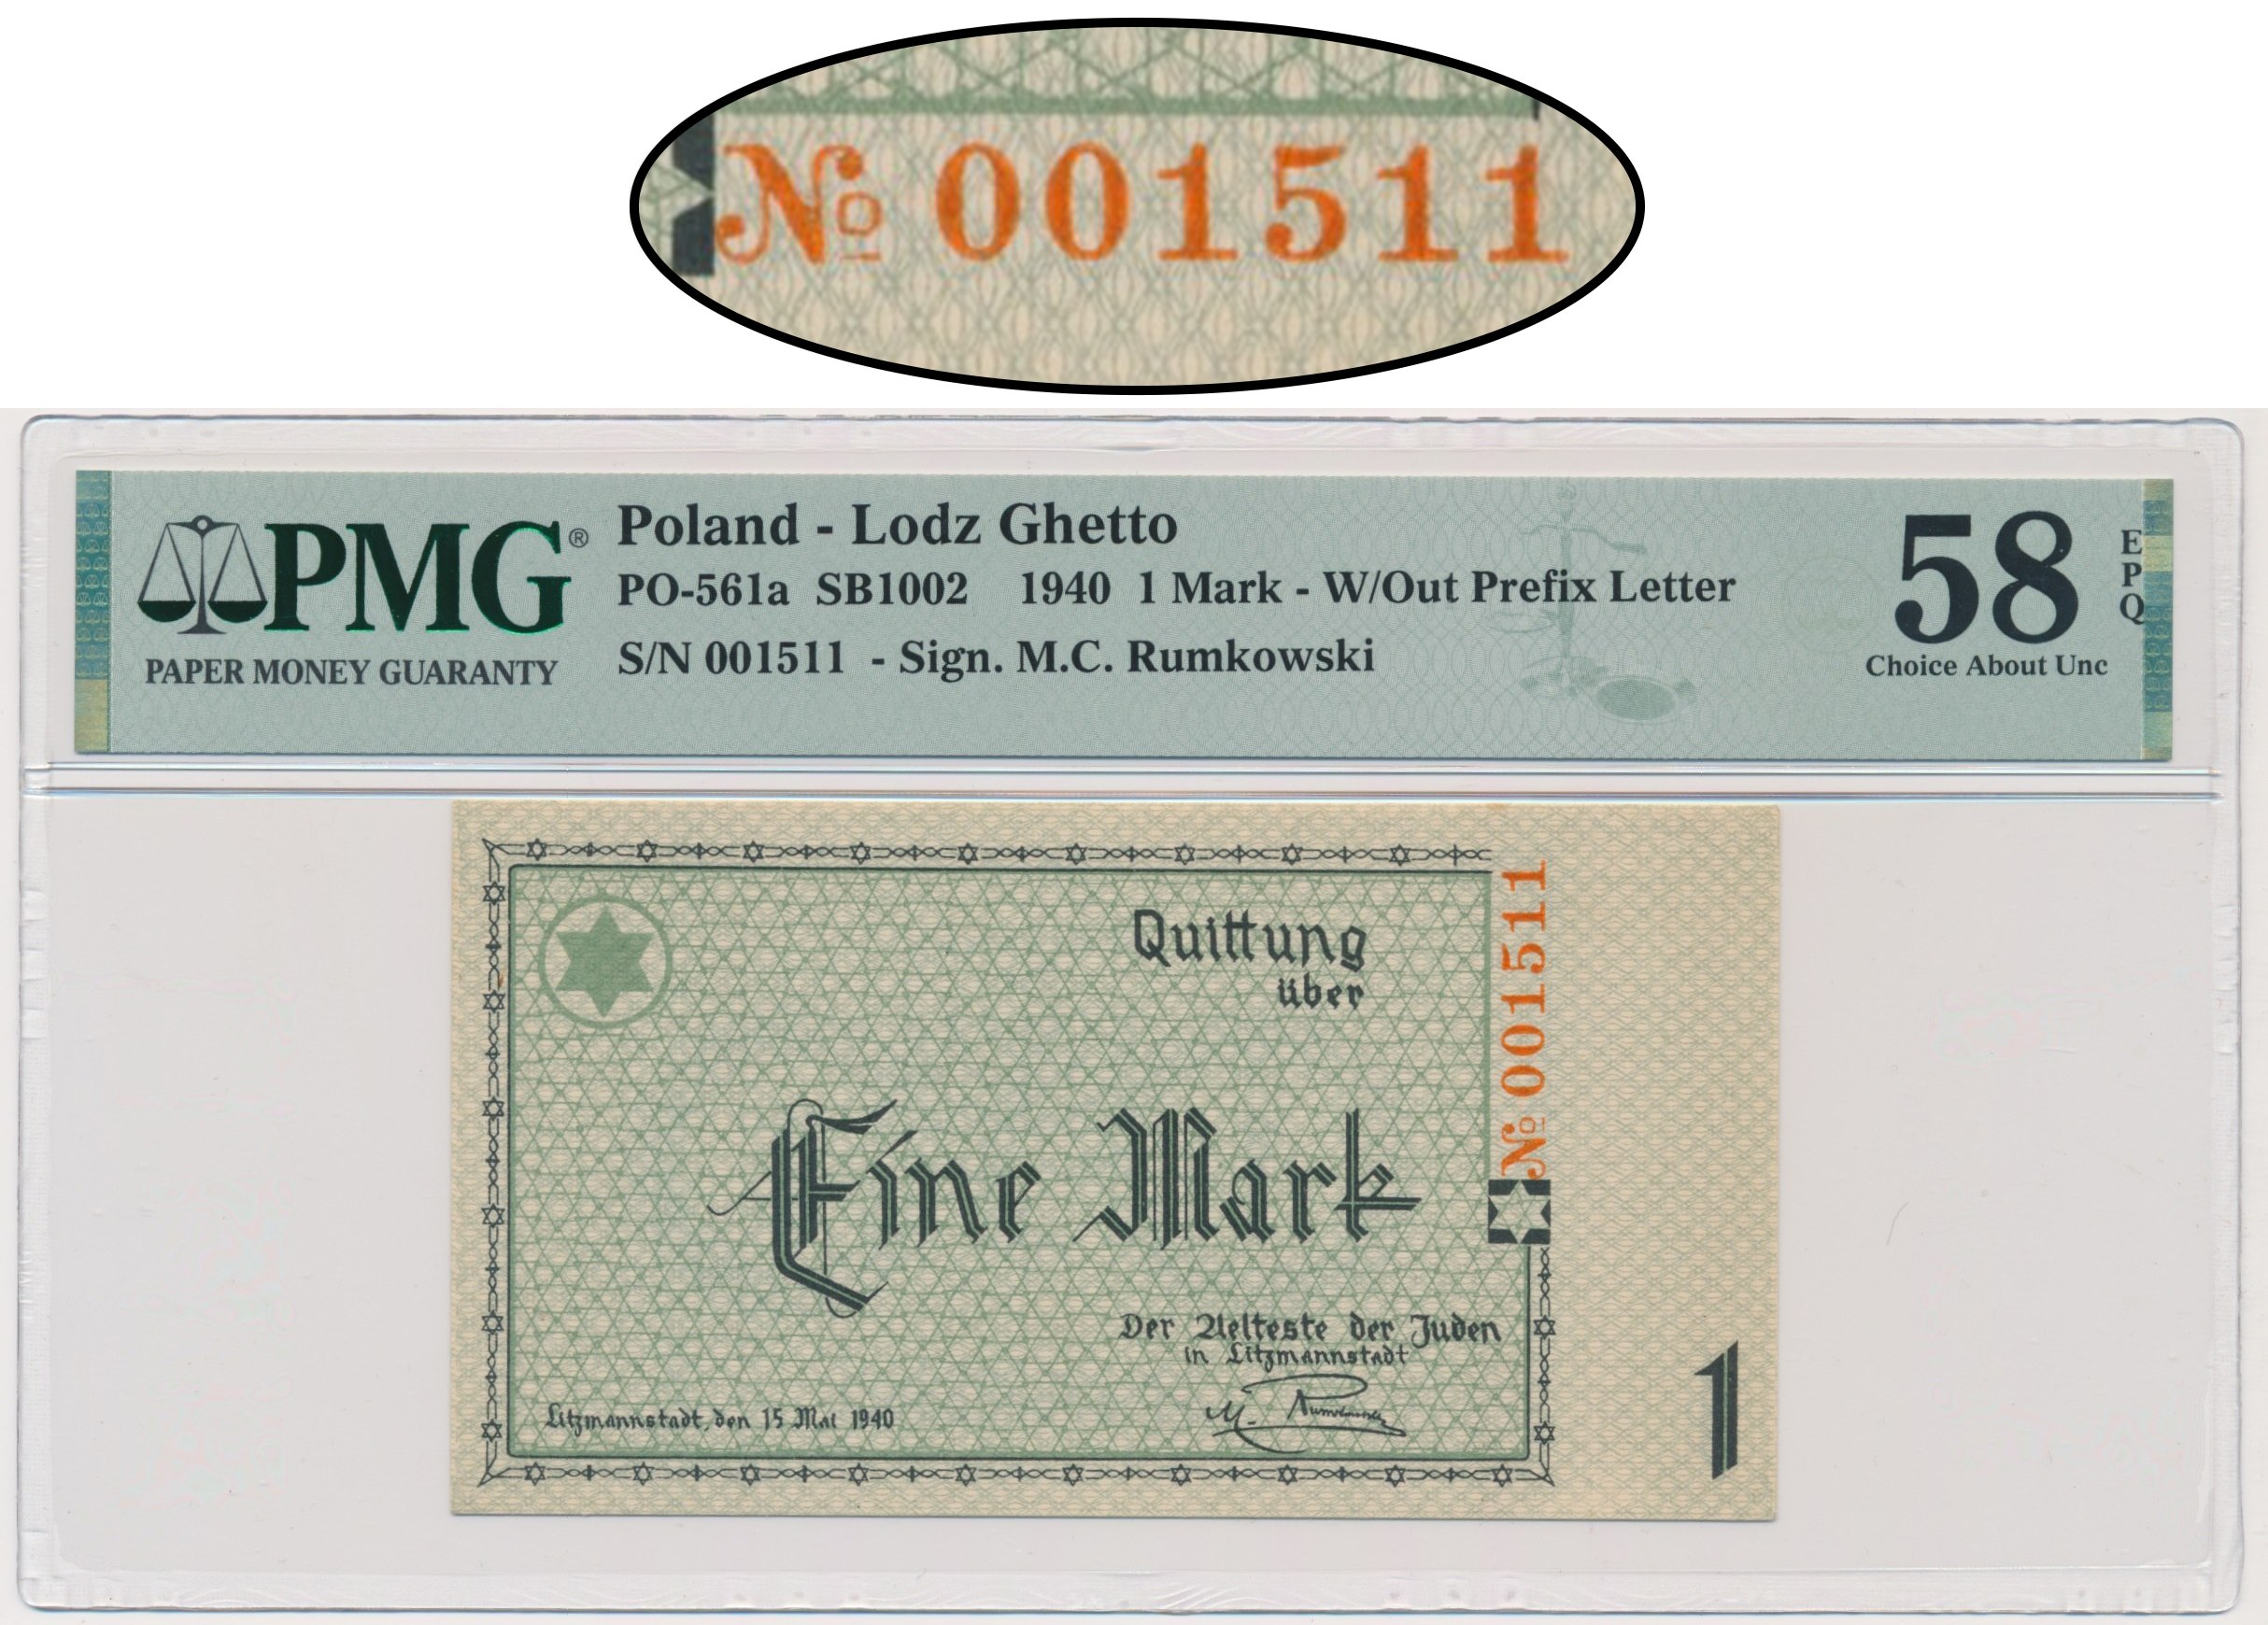 № 001511
PMG®
PAPER MONEY GUARANTY
Poland - Lodz Ghetto
PO-561a SB1002 1940 1 Mark - W/Out Prefix Letter
S/N 001511 - Sign. M.C. Rumkowski
58
EPQ
Choice About Unc
Quittung
über
№ 001511
Eine Mark
Der Aelteste der Juden
in Litzmannstadt
M. Rumkowski
Litzmannstadt, den 15. Mai 1940
1